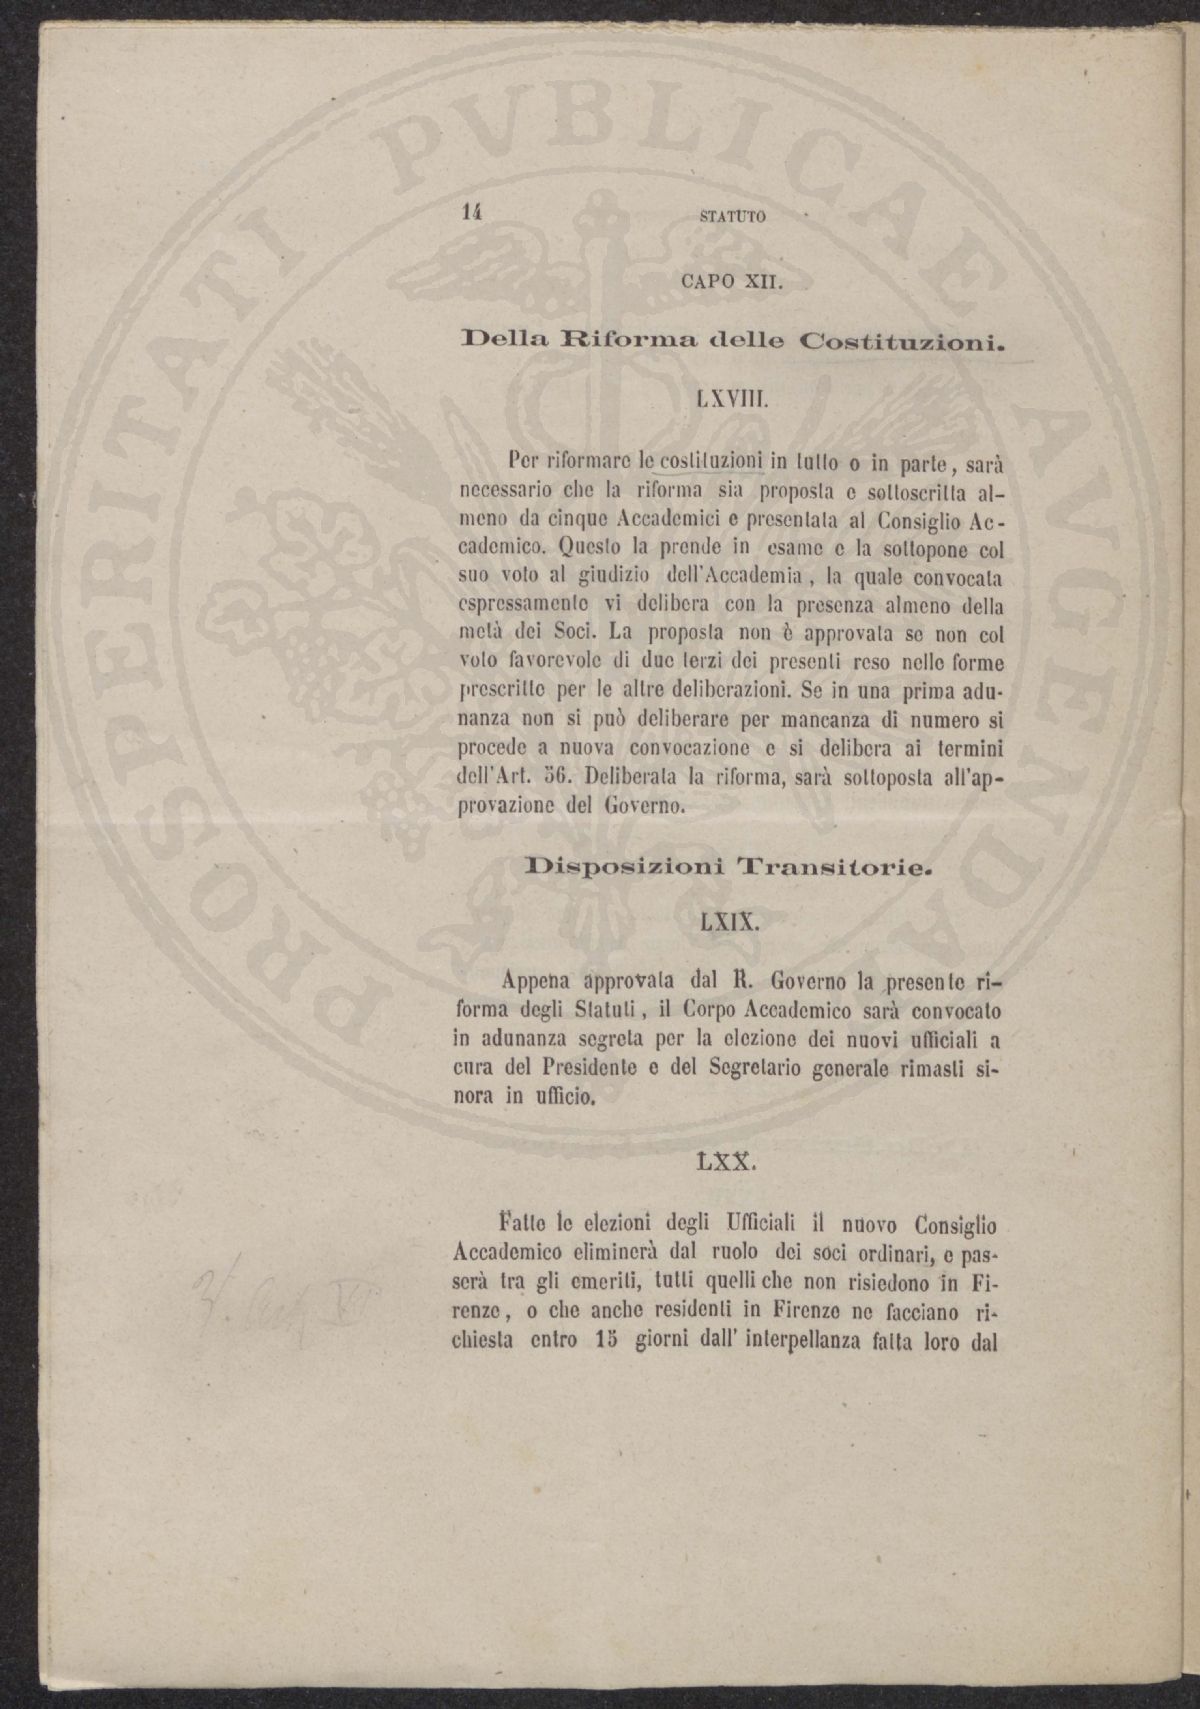 14 STATUTO
CAPO XII.
Della Riforma delle Costituzioni.
LXVIII.
Per riformare le costituzioni in tutto o in parte, sarà
necessario che la riforma sia proposta e sottoscritta al-
meno da cinque Accademici e presentata al Consiglio Ac-
cademico. Questo la prende in esame e la sottopone col
suo voto al giudizio dell'Accademia, la quale convocata
espressamente vi delibera con la presenza almeno della
metà dei Soci. La proposta non è approvata se non col
voto favorevole di due terzi dei presenti reso nelle forme
prescritte per le altre deliberazioni. Se in una prima adu-
nanza non si può deliberare per mancanza di numero si
procede a nuova convocazione e si delibera ai termini
dell'Art. 56. Deliberata la riforma, sarà sottoposta all'ap-
provazione del Governo.
Disposizioni Transitorie.
LXIX.
Appena approvata dal R. Governo la presente ri-
forma degli Statuti, il Corpo Accademico sarà convocato
in adunanza segreta per la elezione dei nuovi ufficiali a
cura del Presidente e del Segretario generale rimasti si-
nora in ufficio.
LXX.
Fatte le elezioni degli Ufficiali il nuovo Consiglio
Accademico eliminerà dal ruolo dei soci ordinari, e pas-
serà tra gli emeriti, tutti quelli che non risiedono in Fi-
renze, o che anche residenti in Firenze ne facciano ri-
chiesta entro 15 giorni dall' interpellanza fatta loro dal
PROSPERITATI PVBLICAE AVGENDAE